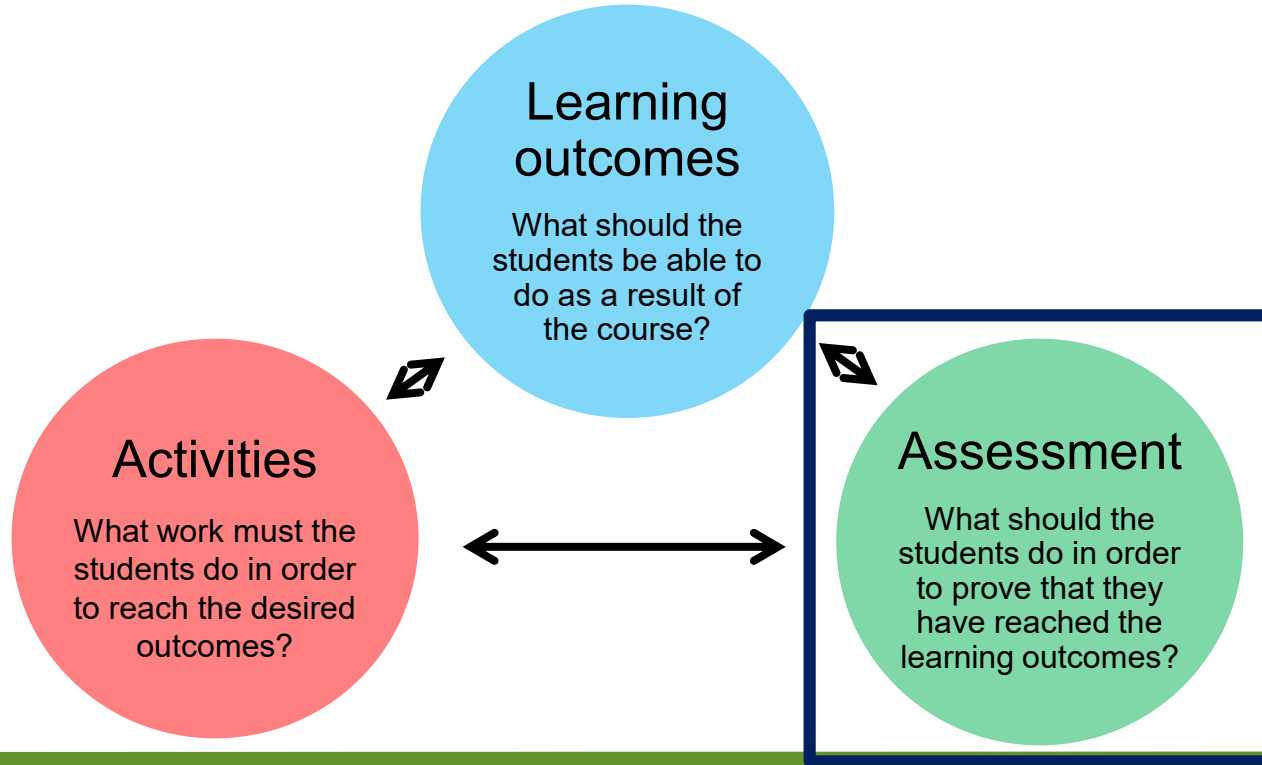 Learning
outcomes
What should the
students be able to
do as a result of
the course?
Activities
What work must the
students do in order
to reach the desired
outcomes?
Assessment
What should the
students do in order
to prove that they
have reached the
learning outcomes?